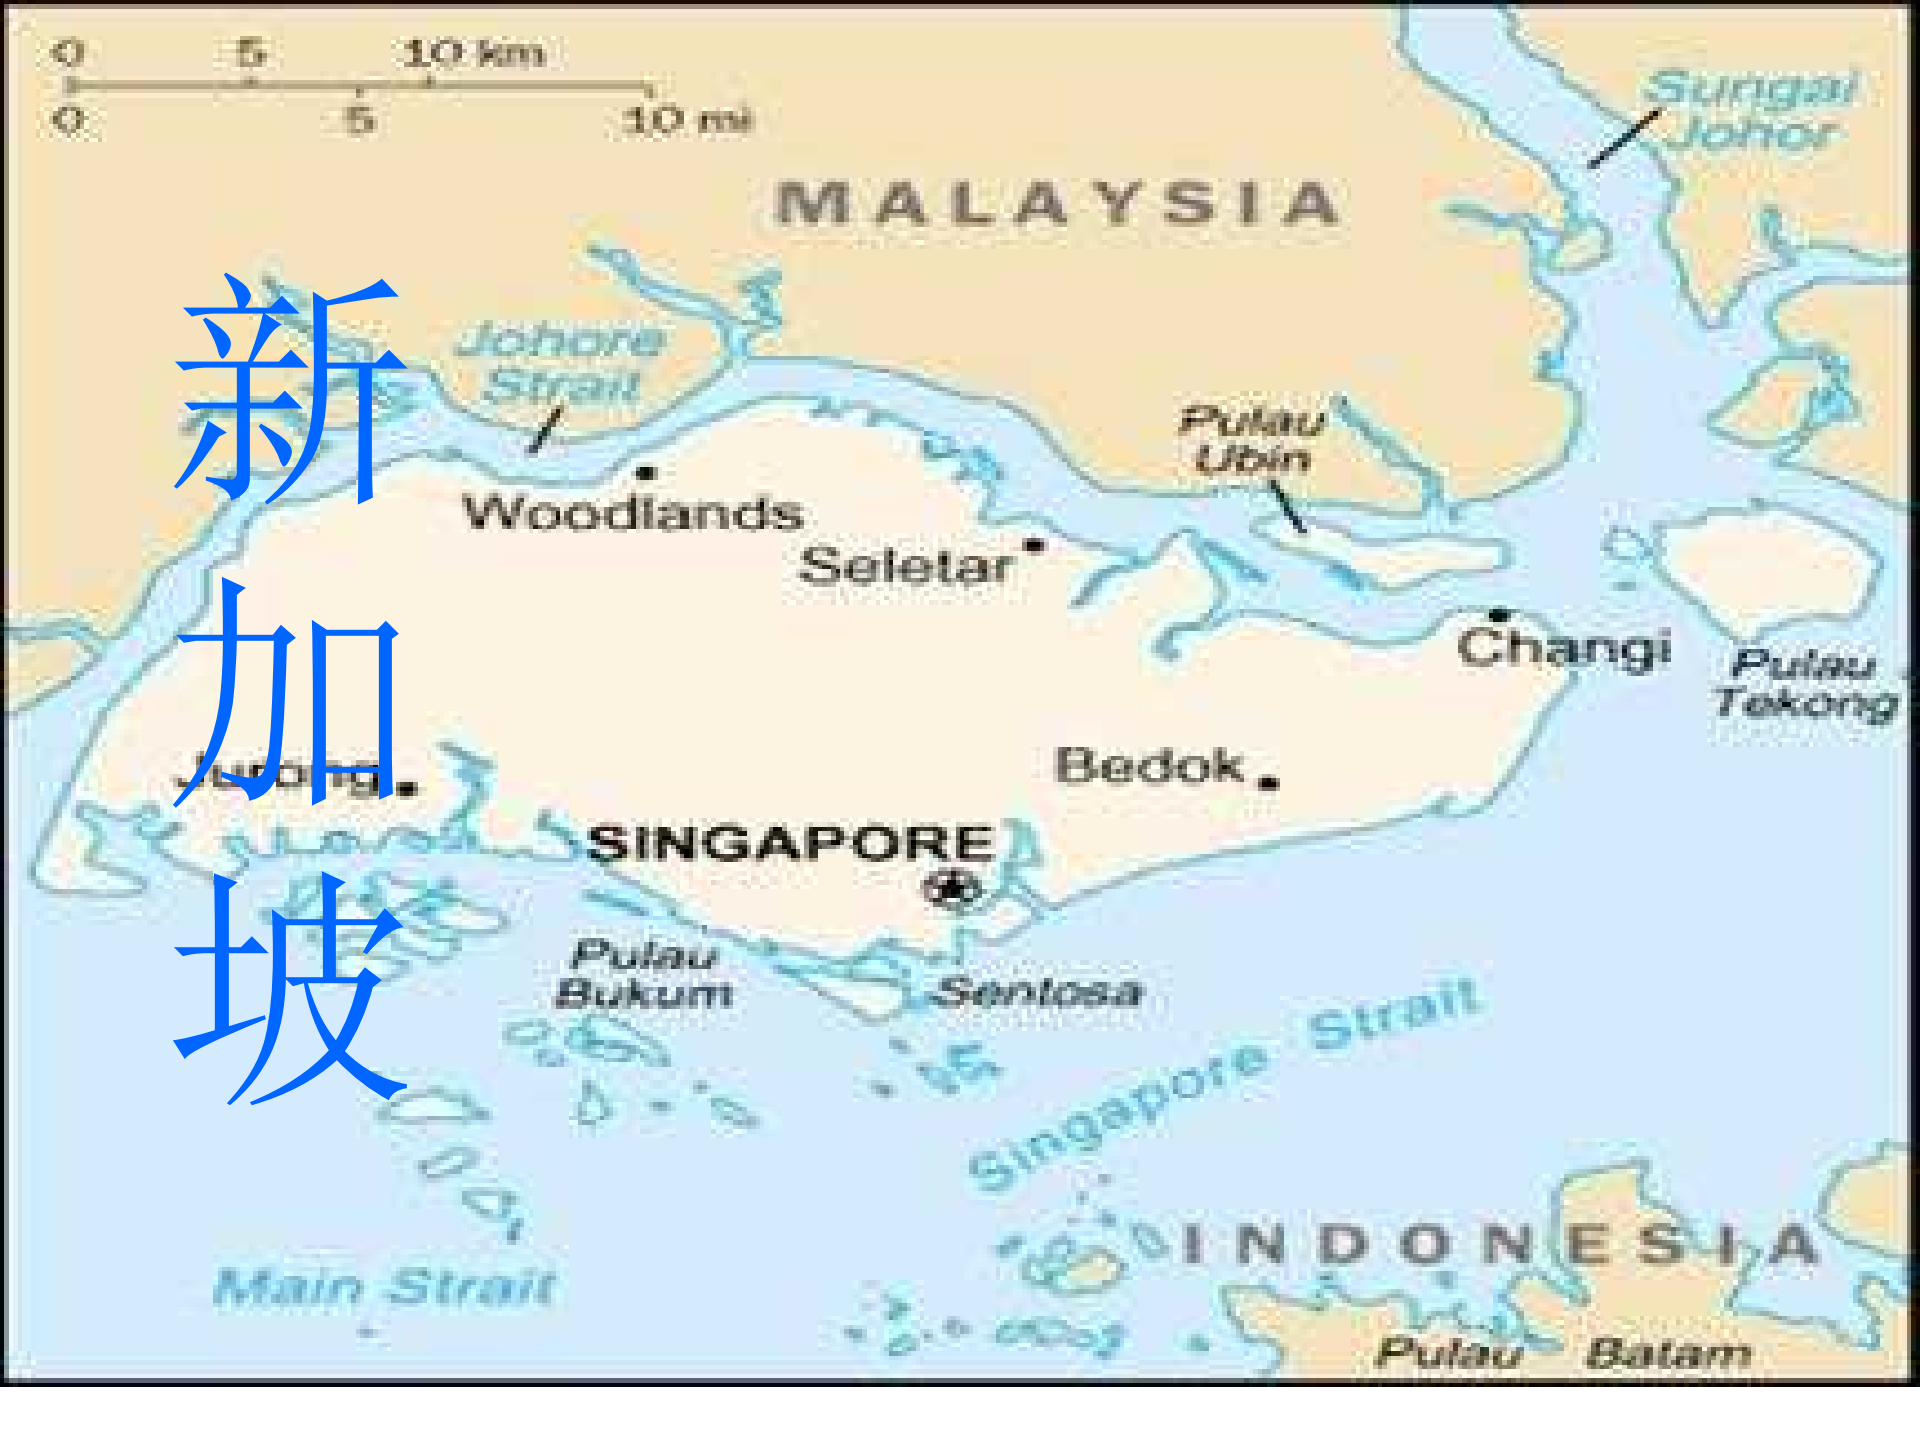 0 5 10 km
0 5 10 mi
Sungai
Johor
MALAYSIA
新
加
坡
Johore
Strait
Pulau
Ubin
Woodlands
Seletar
Changi
Pulau
Tekong
Jurong
Bedok
SINGAPORE
Pulau
Bukum
Sentosa
Singapore Strait
INDONESIA
Main Strait
Pulau Batam